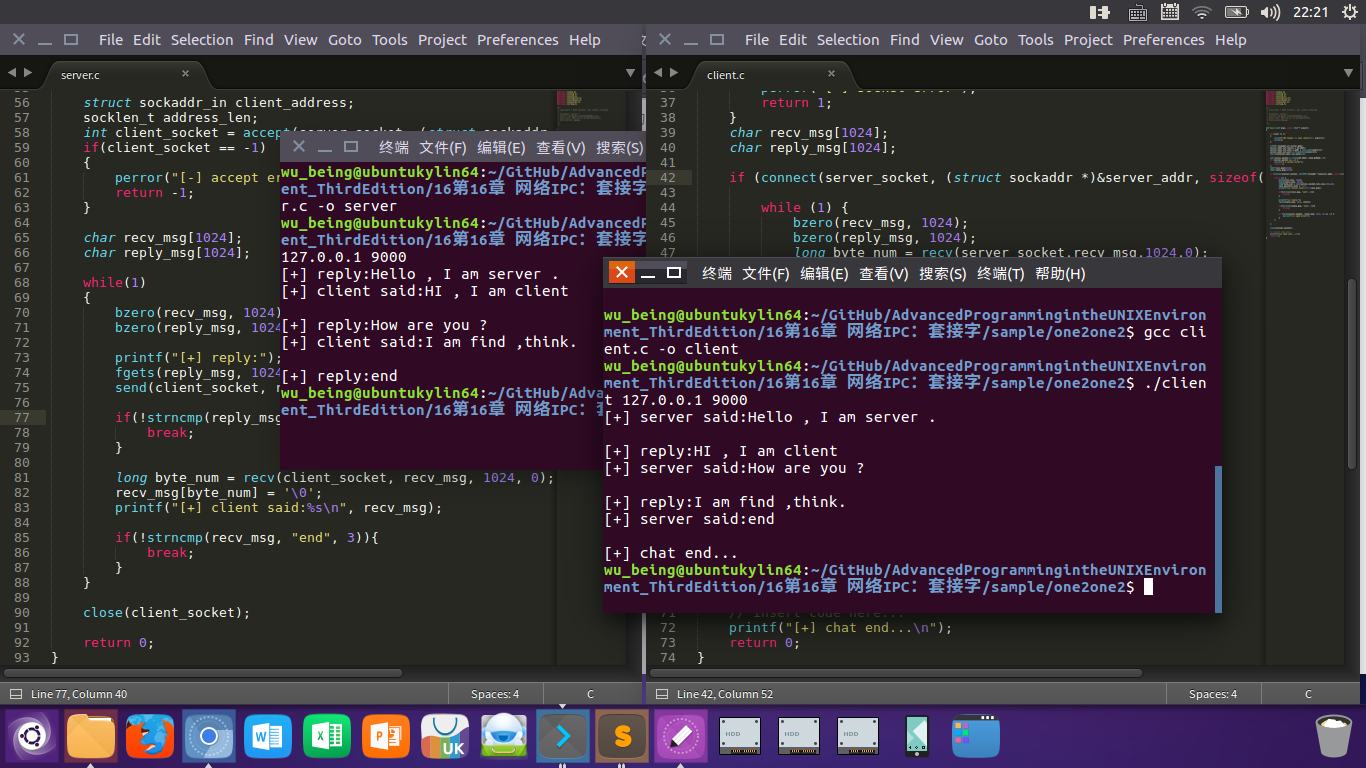 22:21
File Edit Selection Find View Goto Tools Project Preferences Help
server.c ×
56 struct sockaddr_in client_address;
57 socklen_t address_len;
58 int client_socket = accept(server_socket, (struct sockaddr
59 if(client_socket == -1)
60 {
61 perror("[-] accept er
62 return -1;
63 }
64
65 char recv_msg[1024];
66 char reply_msg[1024];
67
68 while(1)
69 {
70 bzero(recv_msg, 1024)
71 bzero(reply_msg, 1024
72
73 printf("[+] reply:");
74 fgets(reply_msg, 1024
75 send(client_socket, r
76
77 if(!strncmp(reply_msg
78 break;
79 }
80
81 long byte_num = recv(client_socket, recv_msg, 1024, 0);
82 recv_msg[byte_num] = '\0';
83 printf("[+] client said:%s\n", recv_msg);
84
85 if(!strncmp(recv_msg, "end", 3)){
86 break;
87 }
88 }
89
90 close(client_socket);
91
92 return 0;
93 }
Line 77, Column 40 Spaces: 4 C
终端 文件(F) 编辑(E) 查看(V) 搜索(S)
wu_being@ubuntukylin64:~/GitHub/AdvancedP
ent_ThirdEdition/16第16章 网络IPC：套接字
r.c -o server
wu_being@ubuntukylin64:~/GitHub/AdvancedP
ent_ThirdEdition/16第16章 网络IPC：套接字
127.0.0.1 9000
[+] reply:Hello , I am server .
[+] client said:HI , I am client
[+] reply:How are you ?
[+] client said:I am find ,think.
[+] reply:end
wu_being@ubuntukylin64:~/GitHub/Adva
ent_ThirdEdition/16第16章 网络IPC：套
File Edit Selection Find View Goto Tools Project Preferences Help
client.c ×
37 return 1;
38 }
39 char recv_msg[1024];
40 char reply_msg[1024];
41
42 if (connect(server_socket, (struct sockaddr *)&server_addr, sizeof(
43
44 while (1) {
45 bzero(recv_msg, 1024);
46 bzero(reply_msg, 1024);
47 long byte_num = recv(server_socket,recv_msg,1024,0);
终端 文件(F) 编辑(E) 查看(V) 搜索(S) 终端(T) 帮助(H)
wu_being@ubuntukylin64:~/GitHub/AdvancedProgrammingintheUNIXEnviron
ment_ThirdEdition/16第16章 网络IPC：套接字/sample/one2one2$ gcc cli
ent.c -o client
wu_being@ubuntukylin64:~/GitHub/AdvancedProgrammingintheUNIXEnviron
ment_ThirdEdition/16第16章 网络IPC：套接字/sample/one2one2$ ./clien
t 127.0.0.1 9000
[+] server said:Hello , I am server .
[+] reply:HI , I am client
[+] server said:How are you ?
[+] reply:I am find ,think.
[+] server said:end
[+] chat end...
wu_being@ubuntukylin64:~/GitHub/AdvancedProgrammingintheUNIXEnviron
ment_ThirdEdition/16第16章 网络IPC：套接字/sample/one2one2$
71 // insert code here...
72 printf("[+] chat end...\n");
73 return 0;
74 }
Line 42, Column 52 Spaces: 4 C
W X P UK S HDD HDD HDD